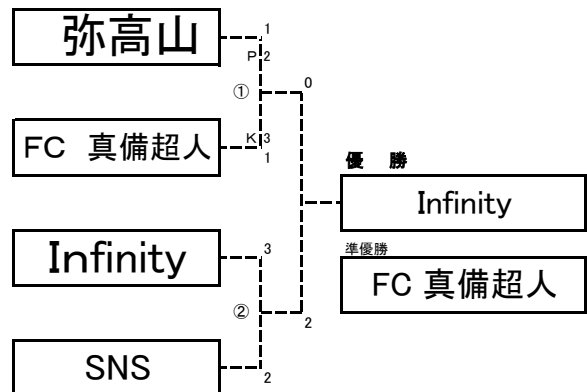 弥高山
1
P 2
①
0
K 3
1
FC 真備超人
優 勝
Infinity
準優勝
FC 真備超人
Infinity
3
②
2
SNS
2